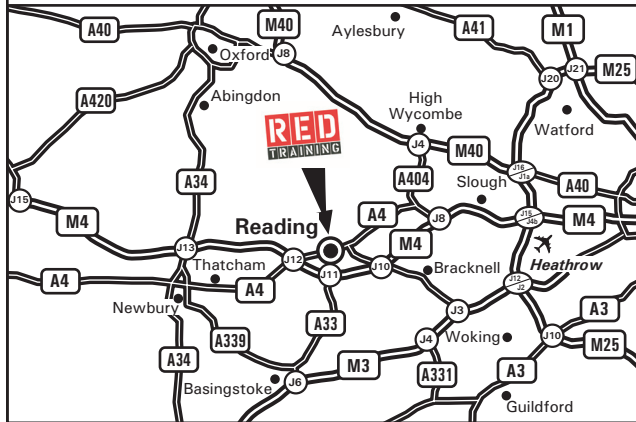 A40
M40
Aylesbury
A41
M1
Oxford
J8
J20
J21
M25
A420
Abingdon
RED
TRAINING
High
Wycombe
Watford
J4
M40
J16
J1a
A34
A404
Slough
A40
J15
M4
Reading
A4
J8
J15
J4b
M4
J13
J12
M4
Heathrow
A4
Thatcham
A4
J11
J10
Bracknell
J12
J2
Newbury
A33
J3
A3
A339
J4
Woking
J10
M25
A34
M3
Basingstoke
J6
A331
A3
Guildford